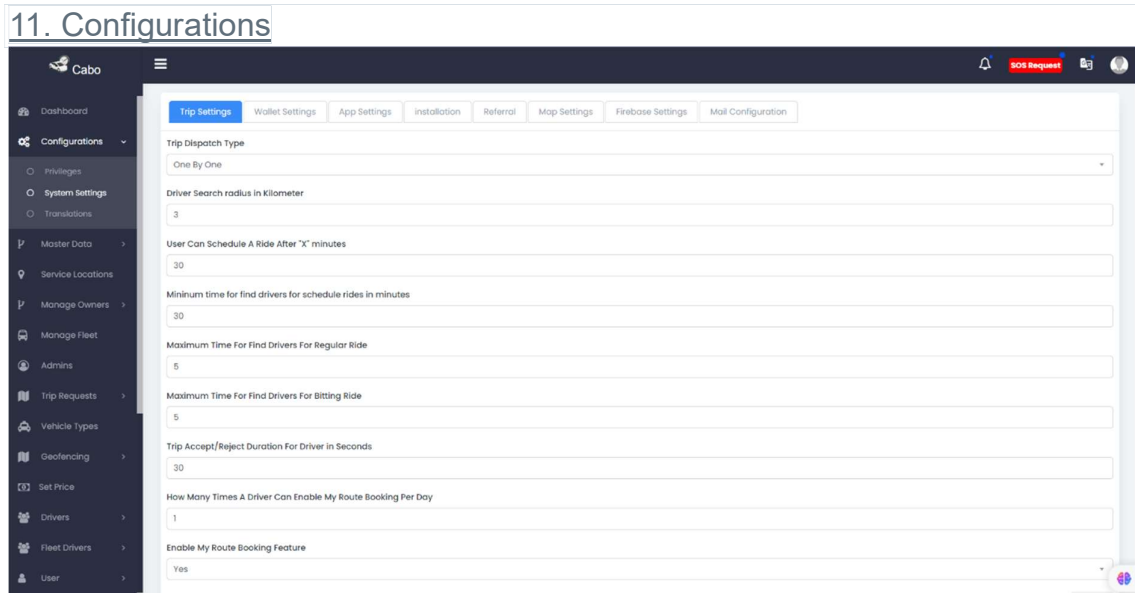 11. Configurations
Cabo
SOS Request
Dashboard
Configurations
Privileges
System Settings
Translations
Master Data
Service Locations
Manage Owners
Manage Fleet
Admins
Trip Requests
Vehicle Types
Geofencing
Set Price
Drivers
Fleet Drivers
User
Trip Settings Wallet Settings App Settings installation Referral Map Settings Firebase Settings Mail Configuration
Trip Dispatch Type
One By One
Driver Search radius in Kilometer
3
User Can Schedule A Ride After "X" minutes
30
Mininum time for find drivers for schedule rides in minutes
30
Maximum Time For Find Drivers For Regular Ride
5
Maximum Time For Find Drivers For Bitting Ride
5
Trip Accept/Reject Duration For Driver in Seconds
30
How Many Times A Driver Can Enable My Route Booking Per Day
1
Enable My Route Booking Feature
Yes